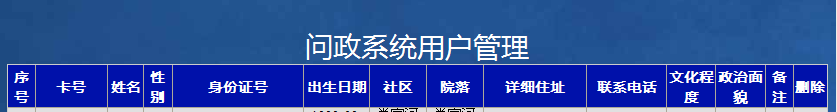 问政系统用户管理
序号 卡号 姓名 性别 身份证号 出生日期 社区 院落 详细住址 联系电话 文化程度 政治面貌 备注 删除